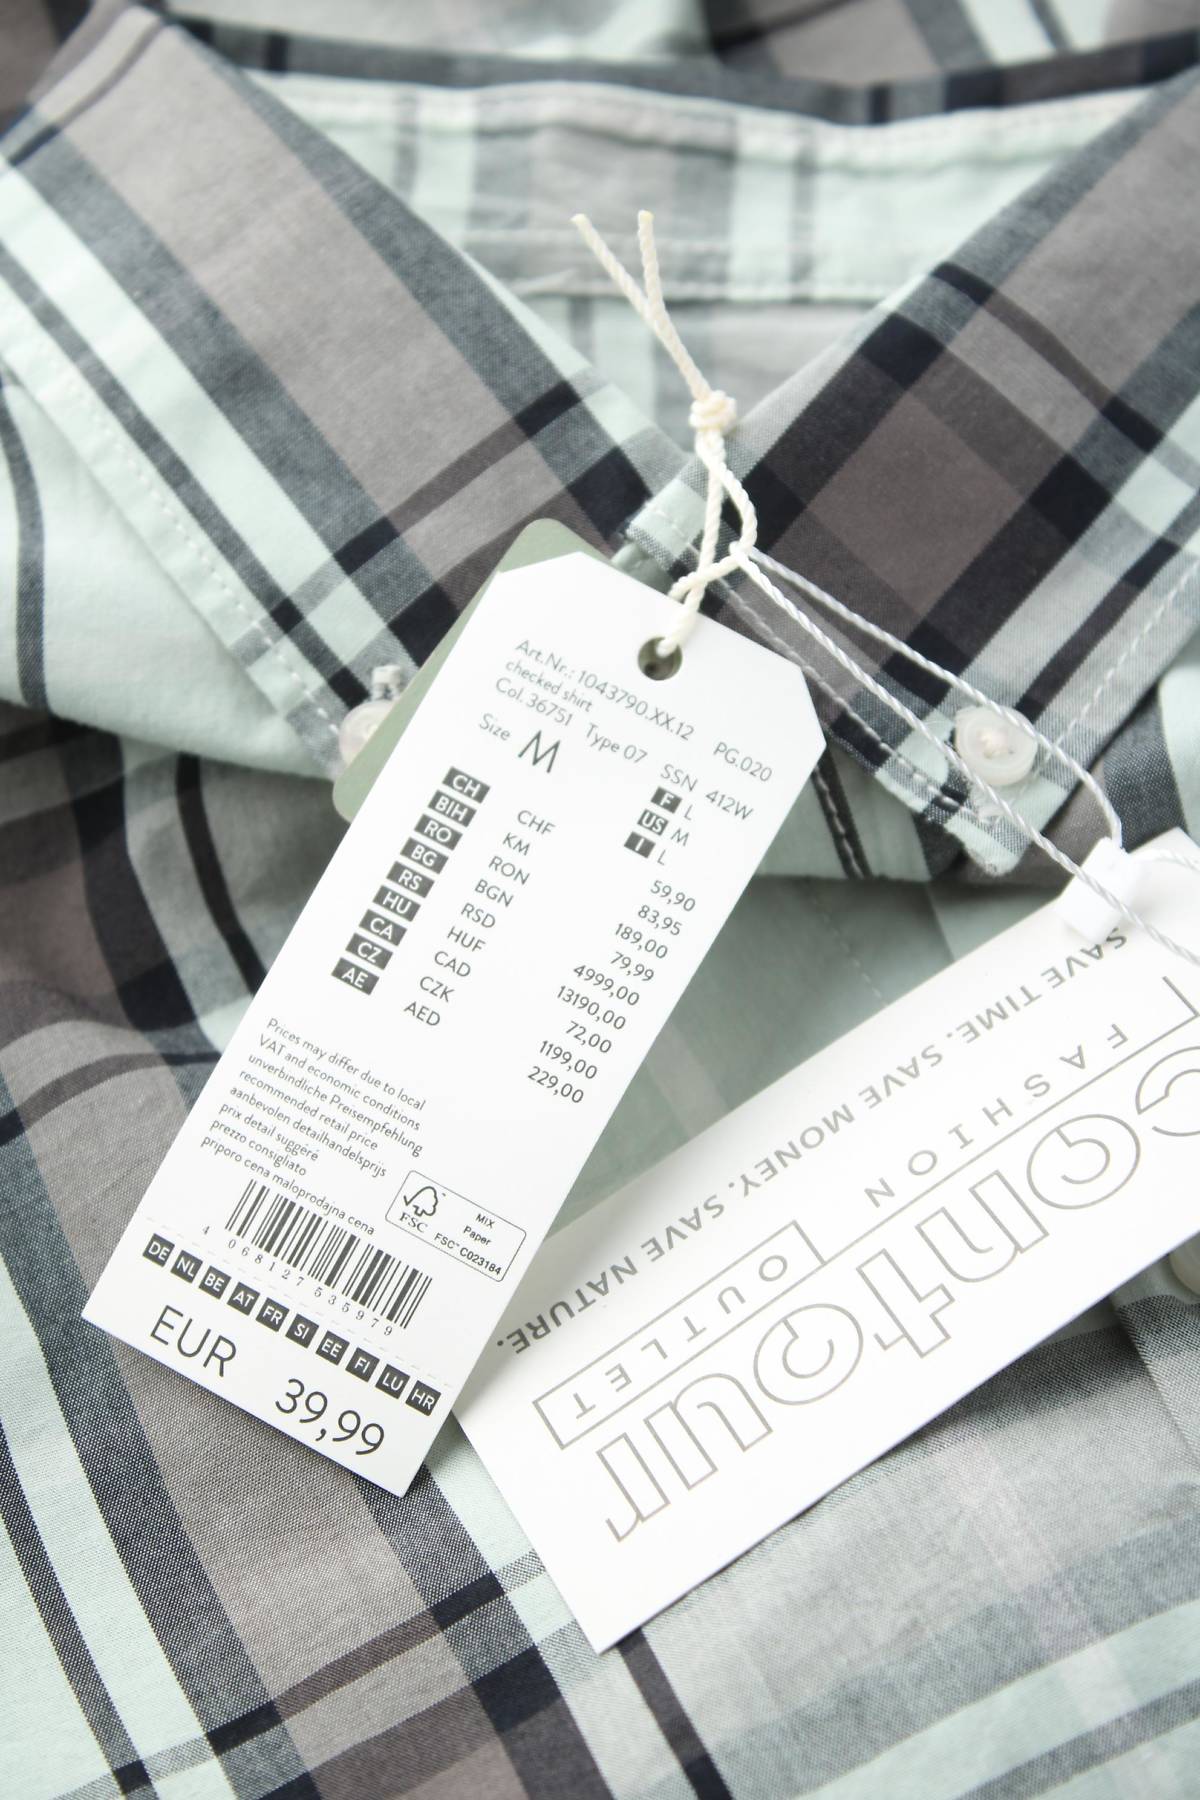 Art.Nr.: 1043790.XX.12 PG.020
checked shirt
Col. 36751 Type 07 SSN 412W
Size M
F L
US M
I L
CH CHF 59,90
BIH KM 83,95
RO RON 189,00
BG BGN 79,99
RS RSD 4999,00
HU HUF 13190,00
CA CAD 72,00
CZ CZK 1199,00
AE AED 229,00
Prices may differ due to local
VAT and economic conditions
unverbindliche Preisempfehlung
recommended retail price
aanbevolen detailhandelsprijs
prix detail suggéré
prezzo consigliato
priporo cena maloprodajna cena
FSC
MIX
Paper
FSC™ C023184
4 068127 535979
DE NL BE AT FR SI EE FI LU HR
EUR 39,99
contour
FASHION OUTLET
SAVE TIME. SAVE MONEY. SAVE NATURE.